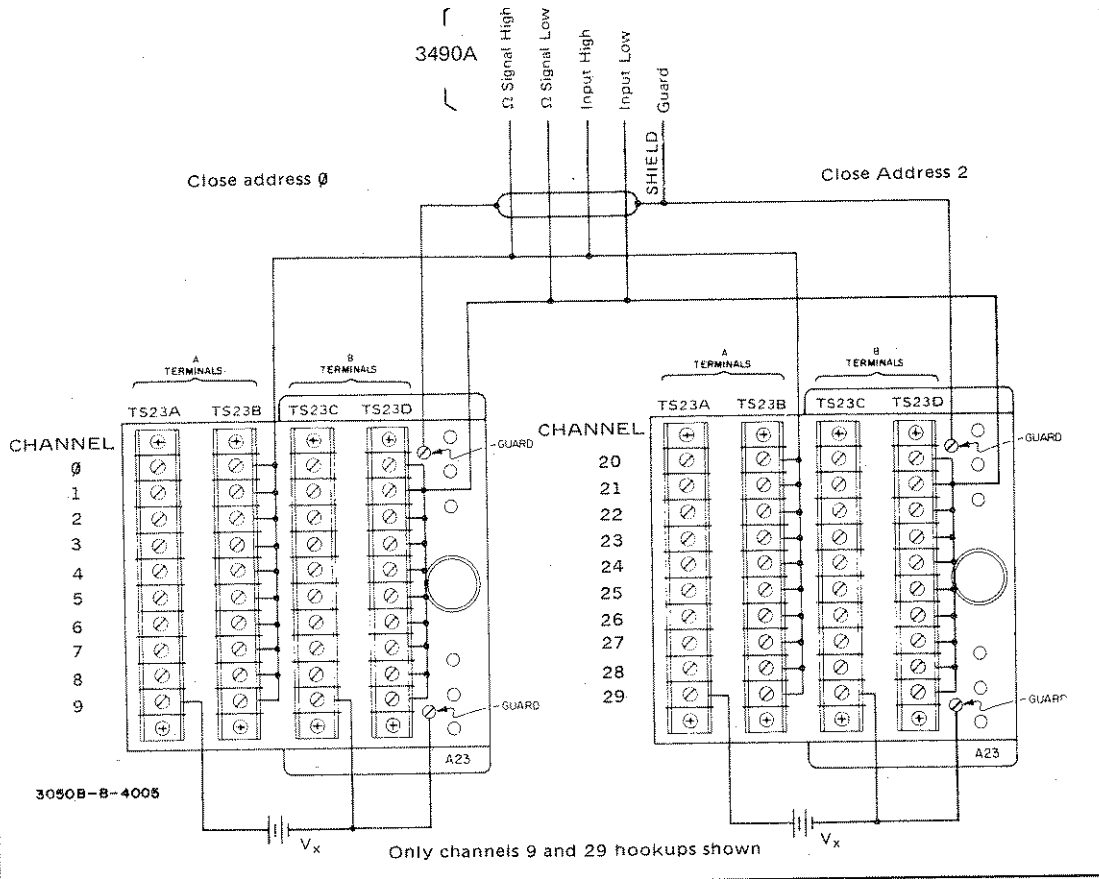 3490A
Ω Signal High
Ω Signal Low
Input High
Input Low
SHIELD
Guard
Close address 0
Close Address 2
A
TERMINALS
B
TERMINALS
A
TERMINALS
B
TERMINALS
TS23A TS23B TS23C TS23D
TS23A TS23B TS23C TS23D
CHANNEL
0
1
2
3
4
5
6
7
8
9
GUARD
GUARD
A23
CHANNEL
20
21
22
23
24
25
26
27
28
29
GUARD
GUARD
A23
3050B-8-4005
Vx
Vx
Only channels 9 and 29 hookups shown